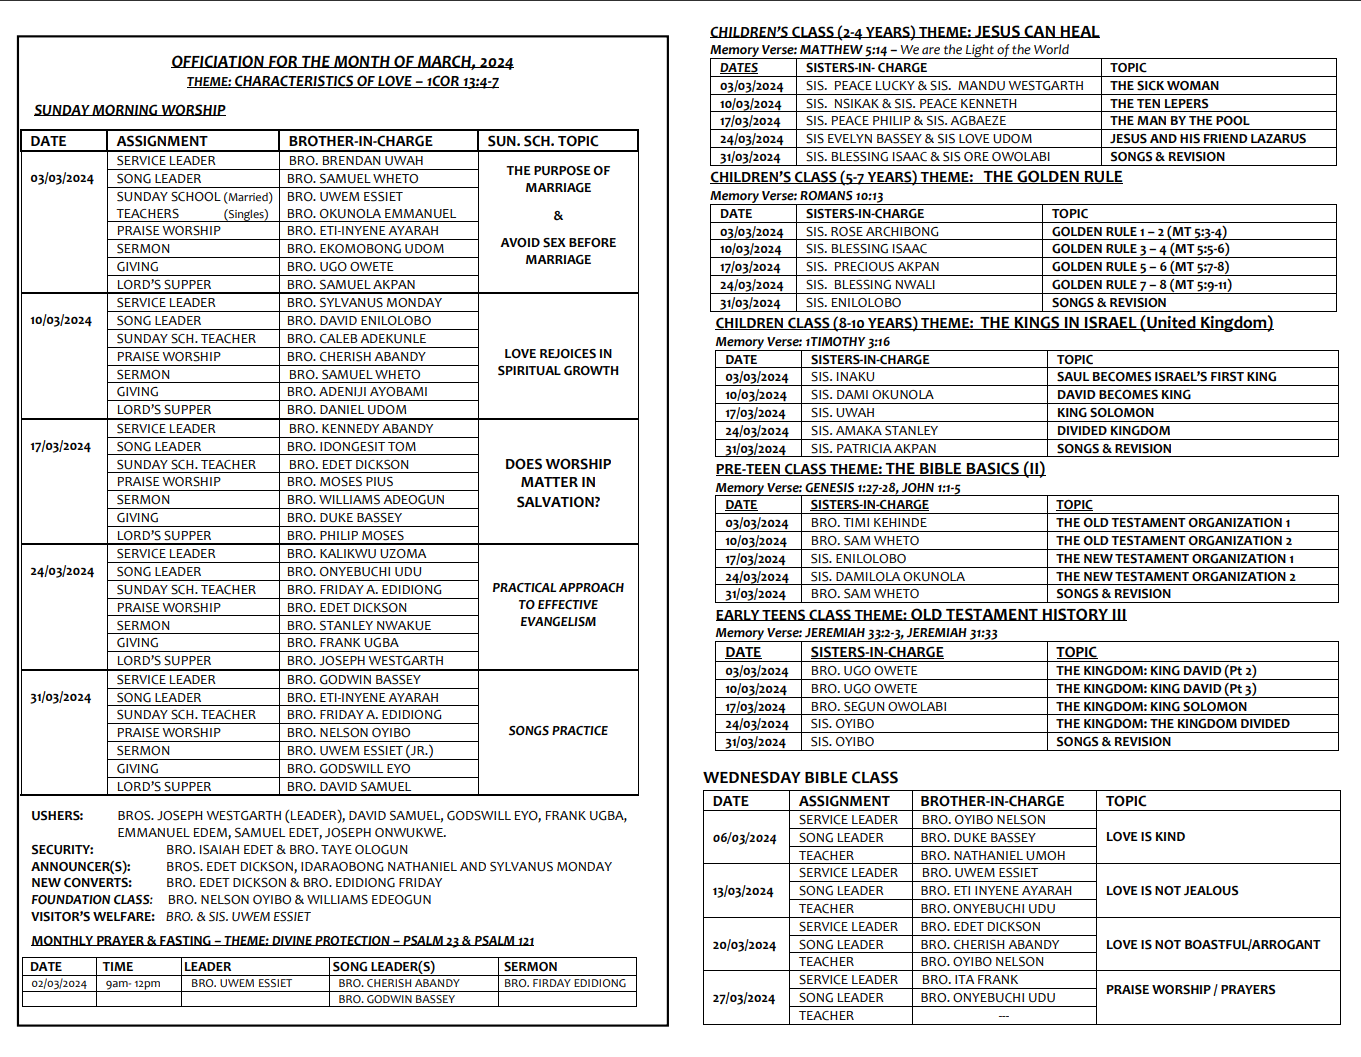 OFFICIATION FOR THE MONTH OF MARCH, 2024
THEME: CHARACTERISTICS OF LOVE – 1COR 13:4-7
SUNDAY MORNING WORSHIP
DATE ASSIGNMENT BROTHER-IN-CHARGE SUN. SCH. TOPIC
03/03/2024
SERVICE LEADER BRO. BRENDAN UWAH
SONG LEADER BRO. SAMUEL WHETO
SUNDAY SCHOOL (Married) BRO. UWEM ESSIET
TEACHERS (Singles) BRO. OKUNOLA EMMANUEL
PRAISE WORSHIP BRO. ETI-INYENE AYARAH
SERMON BRO. EKOMOBONG UDOM
GIVING BRO. UGO OWETE
LORD'S SUPPER BRO. SAMUEL AKPAN
THE PURPOSE OF
MARRIAGE
&
AVOID SEX BEFORE
MARRIAGE
10/03/2024
SERVICE LEADER BRO. SYLVANUS MONDAY
SONG LEADER BRO. DAVID ENILOLOBO
SUNDAY SCH. TEACHER BRO. CALEB ADEKUNLE
PRAISE WORSHIP BRO. CHERISH ABANDY
SERMON BRO. SAMUEL WHETO
GIVING BRO. ADENIJI AYOBAMI
LORD'S SUPPER BRO. DANIEL UDOM
LOVE REJOICES IN
SPIRITUAL GROWTH
17/03/2024
SERVICE LEADER BRO. KENNEDY ABANDY
SONG LEADER BRO. IDONGESIT TOM
SUNDAY SCH. TEACHER BRO. EDET DICKSON
PRAISE WORSHIP BRO. MOSES PIUS
SERMON BRO. WILLIAMS ADEOGUN
GIVING BRO. DUKE BASSEY
LORD'S SUPPER BRO. PHILIP MOSES
DOES WORSHIP
MATTER IN
SALVATION?
24/03/2024
SERVICE LEADER BRO. KALIKWU UZOMA
SONG LEADER BRO. ONYEBUCHI UDU
SUNDAY SCH. TEACHER BRO. FRIDAY A. EDIDIONG
PRAISE WORSHIP BRO. EDET DICKSON
SERMON BRO. STANLEY NWAKUE
GIVING BRO. FRANK UGBA
LORD'S SUPPER BRO. JOSEPH WESTGARTH
PRACTICAL APPROACH
TO EFFECTIVE
EVANGELISM
31/03/2024
SERVICE LEADER BRO. GODWIN BASSEY
SONG LEADER BRO. ETI-INYENE AYARAH
SUNDAY SCH. TEACHER BRO. FRIDAY A. EDIDIONG
PRAISE WORSHIP BRO. NELSON OYIBO
SERMON BRO. UWEM ESSIET (JR.)
GIVING BRO. GODSWILL EYO
LORD'S SUPPER BRO. DAVID SAMUEL
SONGS PRACTICE
USHERS: BROS. JOSEPH WESTGARTH (LEADER), DAVID SAMUEL, GODSWILL EYO, FRANK UGBA,
EMMANUEL EDEM, SAMUEL EDET, JOSEPH ONWUKWE.
SECURITY: BRO. ISAIAH EDET & BRO. TAYE OLOGUN
ANNOUNCER(S): BROS. EDET DICKSON, IDARAOBONG NATHANIEL AND SYLVANUS MONDAY
NEW CONVERTS: BRO. EDET DICKSON & BRO. EDIDIONG FRIDAY
FOUNDATION CLASS: BRO. NELSON OYIBO & WILLIAMS EDEOGUN
VISITOR'S WELFARE: BRO. & SIS. UWEM ESSIET
MONTHLY PRAYER & FASTING – THEME: DIVINE PROTECTION – PSALM 23 & PSALM 121
DATE TIME LEADER SONG LEADER(S) SERMON
02/03/2024 9am- 12pm BRO. UWEM ESSIET BRO. CHERISH ABANDY BRO. FIRDAY EDIDIONG
BRO. GODWIN BASSEY
CHILDREN'S CLASS (2-4 YEARS) THEME: JESUS CAN HEAL
Memory Verse: MATTHEW 5:14 – We are the Light of the World
DATES SISTERS-IN- CHARGE TOPIC
03/03/2024 SIS. PEACE LUCKY & SIS. MANDU WESTGARTH THE SICK WOMAN
10/03/2024 SIS. NSIKAK & SIS. PEACE KENNETH THE TEN LEPERS
17/03/2024 SIS. PEACE PHILIP & SIS. AGBAEZE THE MAN BY THE POOL
24/03/2024 SIS EVELYN BASSEY & SIS LOVE UDOM JESUS AND HIS FRIEND LAZARUS
31/03/2024 SIS. BLESSING ISAAC & SIS ORE OWOLABI SONGS & REVISION
CHILDREN'S CLASS (5-7 YEARS) THEME: THE GOLDEN RULE
Memory Verse: ROMANS 10:13
DATE SISTERS-IN-CHARGE TOPIC
03/03/2024 SIS. ROSE ARCHIBONG GOLDEN RULE 1 – 2 (MT 5:3-4)
10/03/2024 SIS. BLESSING ISAAC GOLDEN RULE 3 – 4 (MT 5:5-6)
17/03/2024 SIS. PRECIOUS AKPAN GOLDEN RULE 5 – 6 (MT 5:7-8)
24/03/2024 SIS. BLESSING NWALI GOLDEN RULE 7 – 8 (MT 5:9-11)
31/03/2024 SIS. ENILOLOBO SONGS & REVISION
CHILDREN CLASS (8-10 YEARS) THEME: THE KINGS IN ISRAEL (United Kingdom)
Memory Verse: 1TIMOTHY 3:16
DATE SISTERS-IN-CHARGE TOPIC
03/03/2024 SIS. INAKU SAUL BECOMES ISRAEL'S FIRST KING
10/03/2024 SIS. DAMI OKUNOLA DAVID BECOMES KING
17/03/2024 SIS. UWAH KING SOLOMON
24/03/2024 SIS. AMAKA STANLEY DIVIDED KINGDOM
31/03/2024 SIS. PATRICIA AKPAN SONGS & REVISION
PRE-TEEN CLASS THEME: THE BIBLE BASICS (II)
Memory Verse: GENESIS 1:27-28, JOHN 1:1-5
DATE SISTERS-IN-CHARGE TOPIC
03/03/2024 BRO. TIMI KEHINDE THE OLD TESTAMENT ORGANIZATION 1
10/03/2024 BRO. SAM WHETO THE OLD TESTAMENT ORGANIZATION 2
17/03/2024 SIS. ENILOLOBO THE NEW TESTAMENT ORGANIZATION 1
24/03/2024 SIS. DAMILOLA OKUNOLA THE NEW TESTAMENT ORGANIZATION 2
31/03/2024 BRO. SAM WHETO SONGS & REVISION
EARLY TEENS CLASS THEME: OLD TESTAMENT HISTORY III
Memory Verse: JEREMIAH 33:2-3, JEREMIAH 31:33
DATE SISTERS-IN-CHARGE TOPIC
03/03/2024 BRO. UGO OWETE THE KINGDOM: KING DAVID (Pt 2)
10/03/2024 BRO. UGO OWETE THE KINGDOM: KING DAVID (Pt 3)
17/03/2024 BRO. SEGUN OWOLABI THE KINGDOM: KING SOLOMON
24/03/2024 SIS. OYIBO THE KINGDOM: THE KINGDOM DIVIDED
31/03/2024 SIS. OYIBO SONGS & REVISION
WEDNESDAY BIBLE CLASS
DATE ASSIGNMENT BROTHER-IN-CHARGE TOPIC
06/03/2024
SERVICE LEADER BRO. OYIBO NELSON
SONG LEADER BRO. DUKE BASSEY
TEACHER BRO. NATHANIEL UMOH
LOVE IS KIND
13/03/2024
SERVICE LEADER BRO. UWEM ESSIET
SONG LEADER BRO. ETI INYENE AYARAH
TEACHER BRO. ONYEBUCHI UDU
LOVE IS NOT JEALOUS
20/03/2024
SERVICE LEADER BRO. EDET DICKSON
SONG LEADER BRO. CHERISH ABANDY
TEACHER BRO. OYIBO NELSON
LOVE IS NOT BOASTFUL/ARROGANT
27/03/2024
SERVICE LEADER BRO. ITA FRANK
SONG LEADER BRO. ONYEBUCHI UDU
TEACHER ---
PRAISE WORSHIP / PRAYERS